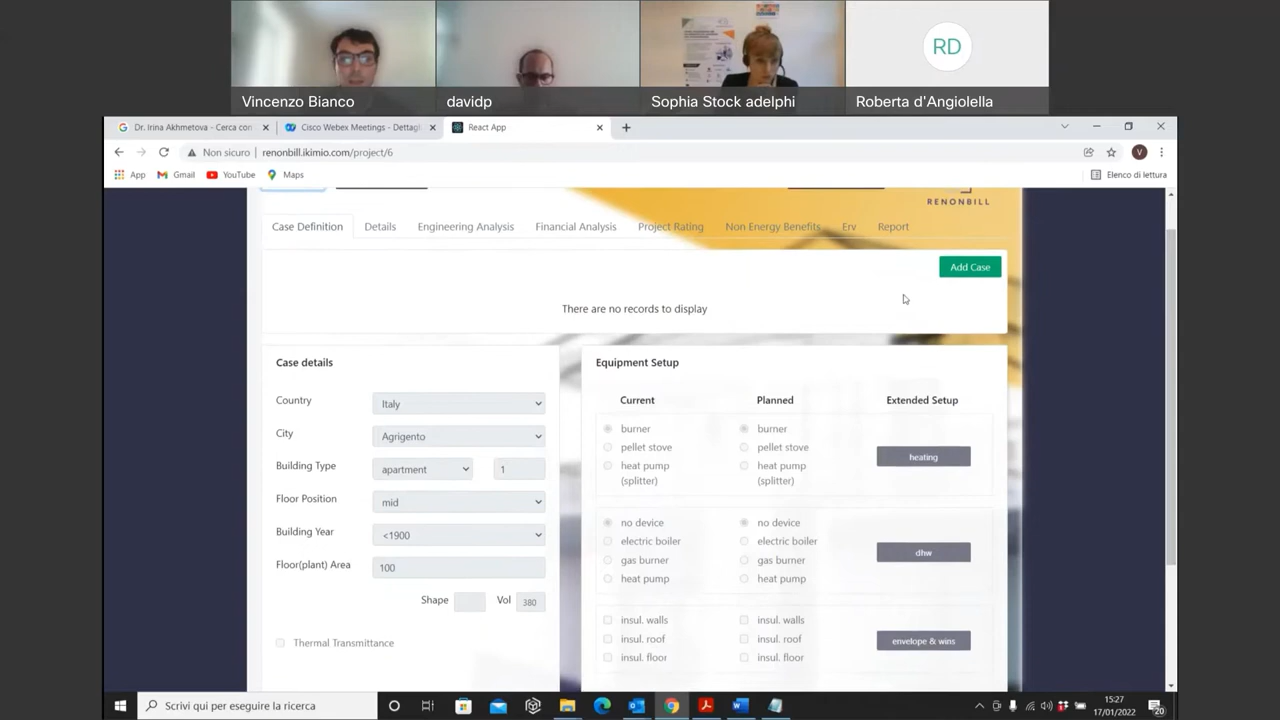 Vincenzo Bianco
davidp
Sophia Stock adelphi
RD
Roberta d'Angiolella
Dr. Irina Akhmetova - Cerca con
Cisco Webex Meetings - Dettagli
React App
Non sicuro
renonbill.ikimio.com/project/6
App
Gmail
YouTube
Maps
Elenco di lettura
V
RENONBILL
Case Definition
Details
Engineering Analysis
Financial Analysis
Project Rating
Non Energy Benefits
Erv
Report
Add Case
There are no records to display
Case details
Country
Italy
City
Agrigento
Building Type
apartment
1
Floor Position
mid
Building Year
<1900
Floor(plant) Area
100
Shape
Vol
380
Thermal Transmittance
Equipment Setup
Current
Planned
Extended Setup
burner
pellet stove
heat pump
(splitter)
burner
pellet stove
heat pump
(splitter)
heating
no device
electric boiler
gas burner
heat pump
no device
electric boiler
gas burner
heat pump
dhw
insul. walls
insul. roof
insul. floor
insul. walls
insul. roof
insul. floor
envelope & wins
Scrivi qui per eseguire la ricerca
15:27
17/01/2022
20